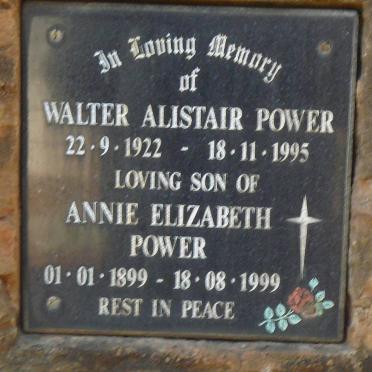 In Loving Memory
of
WALTER ALISTAIR POWER
22·9·1922 - 18·11·1995
LOVING SON OF
ANNIE ELIZABETH
POWER
01·01·1899 - 18·08·1999
REST IN PEACE